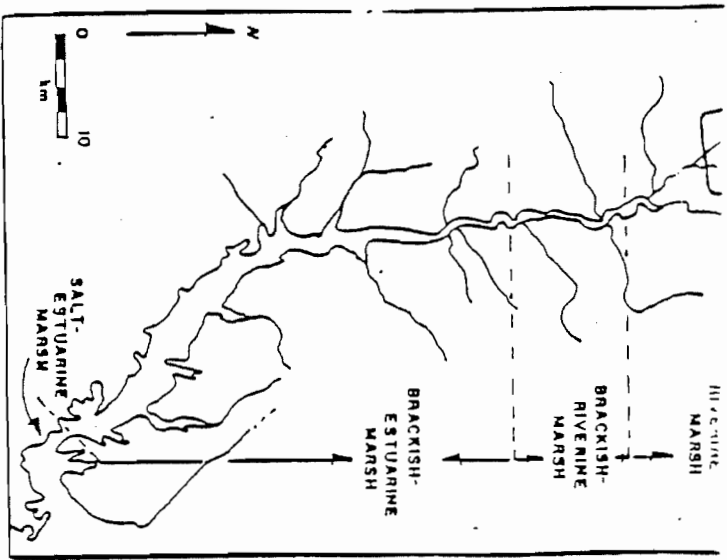 N
0 10
km
SALT-
ESTUARINE
MARSH
BRACKISH-
ESTUARINE
MARSH
BRACKISH-
RIVERINE
MARSH
MARSH